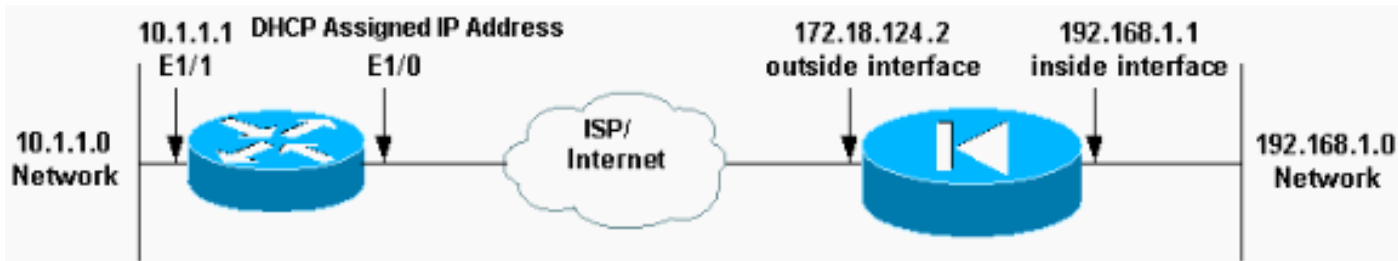 10.1.1.1
E1/1
DHCP Assigned IP Address
E1/0
172.18.124.2
outside interface
192.168.1.1
inside interface
10.1.1.0
Network
ISP/
Internet
192.168.1.0
Network